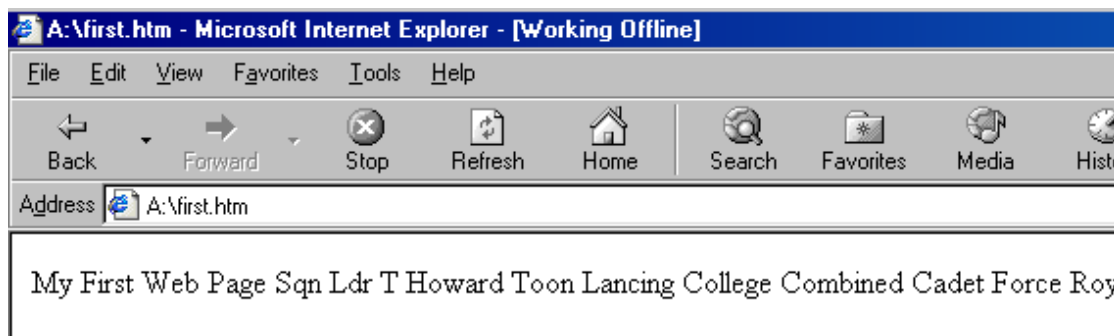 A:\first.htm - Microsoft Internet Explorer - [Working Offline]
File Edit View Favorites Tools Help
Back Forward Stop Refresh Home Search Favorites Media
Address A:\first.htm
My First Web Page Sqn Ldr T Howard Toon Lancing College Combined Cadet Force